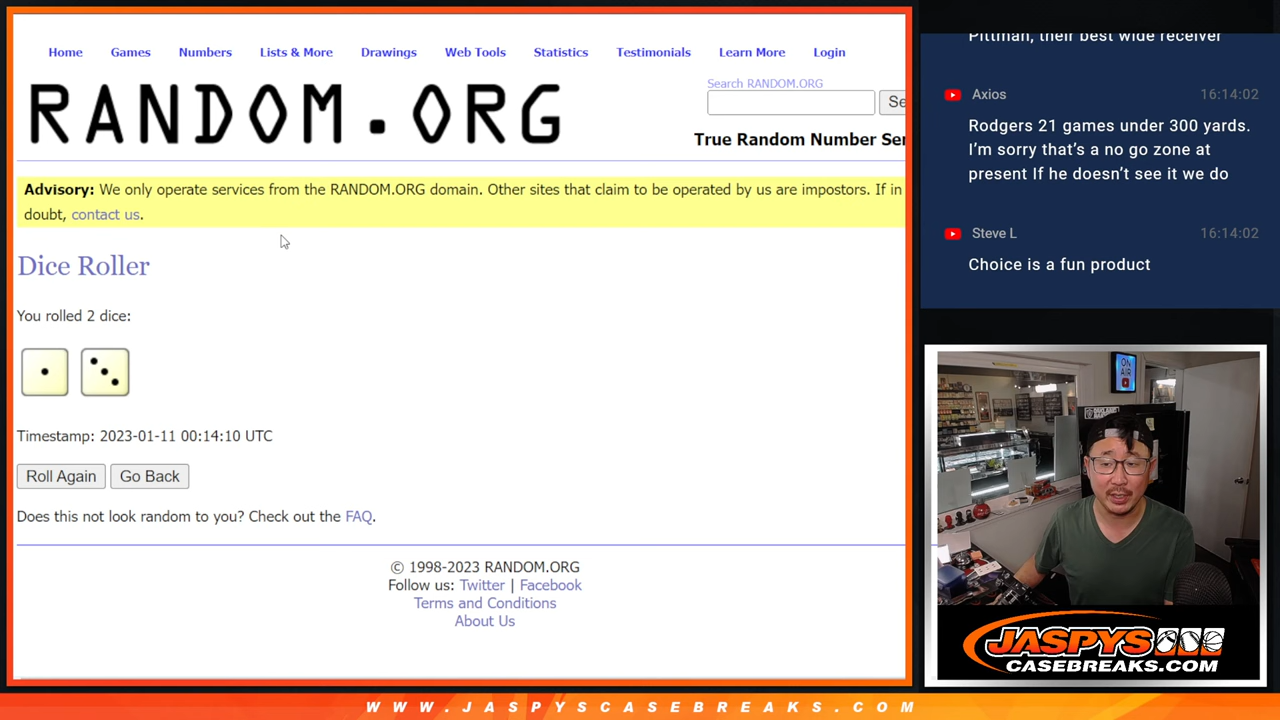 Home Games Numbers Lists & More Drawings Web Tools Statistics Testimonials Learn More Login
RANDOM.ORG
Search RANDOM.ORG
Se
True Random Number Ser
Advisory: We only operate services from the RANDOM.ORG domain. Other sites that claim to be operated by us are impostors. If in
doubt, contact us.
Dice Roller
You rolled 2 dice:
Timestamp: 2023-01-11 00:14:10 UTC
Roll Again Go Back
Does this not look random to you? Check out the FAQ.
© 1998-2023 RANDOM.ORG
Follow us: Twitter | Facebook
Terms and Conditions
About Us
Pittman, their best wide receiver
Axios 16:14:02
Rodgers 21 games under 300 yards.
I'm sorry that's a no go zone at
present If he doesn't see it we do
Steve L 16:14:02
Choice is a fun product
ON
AIR
JASPYS
CASEBREAKS.COM
WWW.JASPYSCASEBREAKS.COM